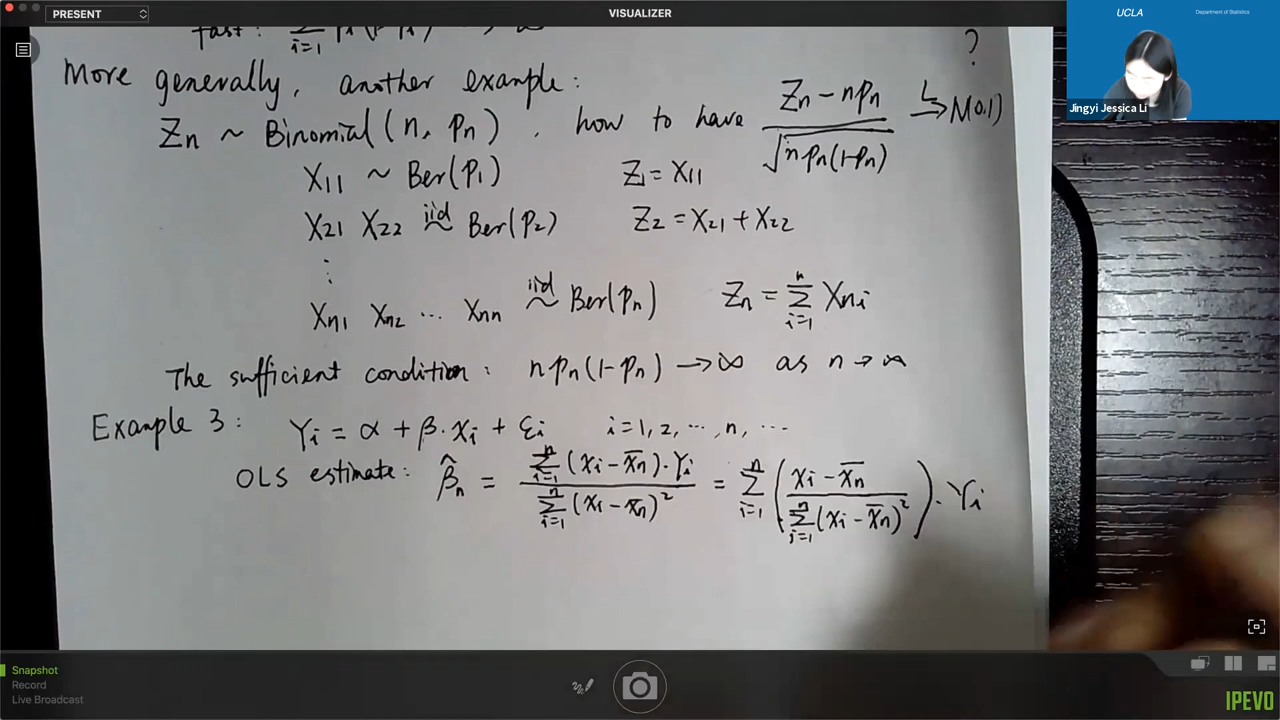 PRESENT
VISUALIZER
UCLA
Department of Statistics
Jingyi Jessica Li
?
More generally, another example:
Zn ~ Binomial(n, pn), how to have (Zn − npn)/√(npn(1−pn)) →L N(0,1)
X11 ~ Ber(p1) Z1 = X11
X21 X22 iid~ Ber(p2) Z2 = X21 + X22
⋮
Xn1 Xn2 ⋯ Xnn iid~ Ber(pn) Zn = Σ_{i=1}^n Xni
The sufficient condition: npn(1−pn) → ∞ as n → ∞
Example 3: Yi = α + β·xi + εi i=1, 2, ⋯, n, ⋯
OLS estimate: β̂n = Σ_{i=1}^n (xi − x̄n)·Yi / Σ_{i=1}^n (xi − x̄n)² = Σ_{i=1}^n ( (xi − x̄n) / Σ_{i=1}^n (xi − x̄n)² )·Yi
Snapshot
Record
Live Broadcast
IPEVO